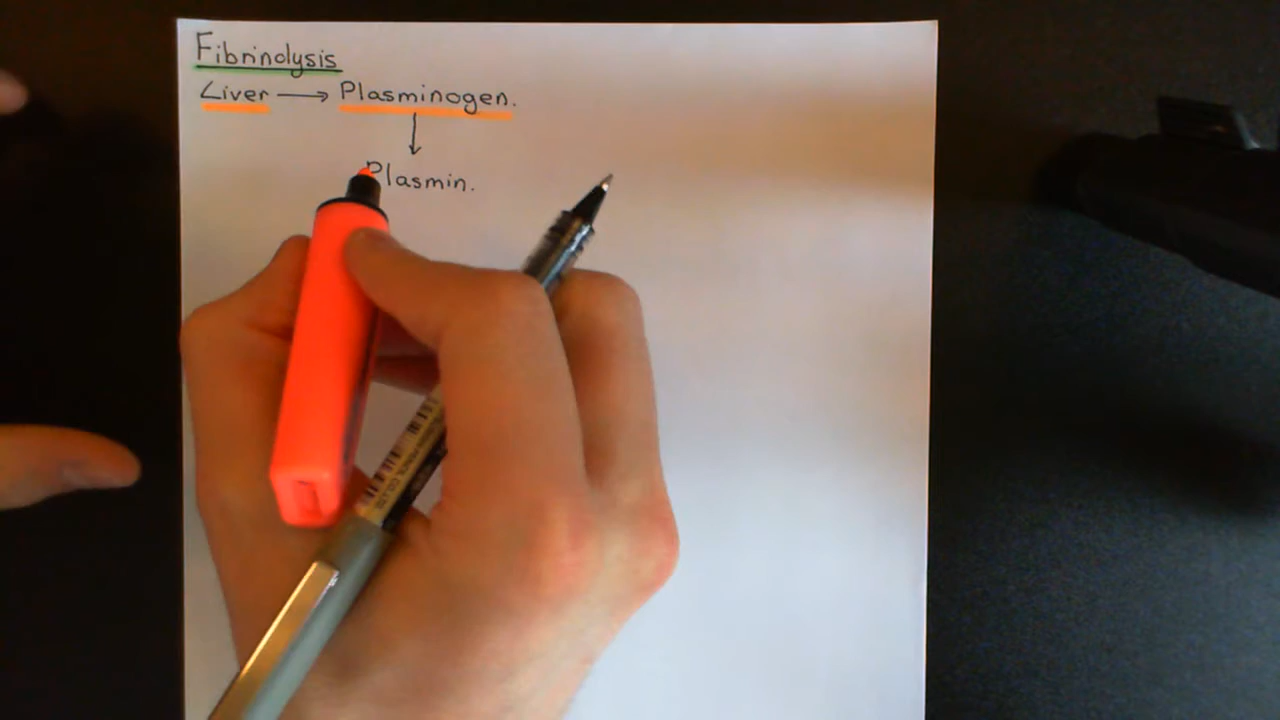 Fibrinolysis
Liver → Plasminogen.
↓
Plasmin.